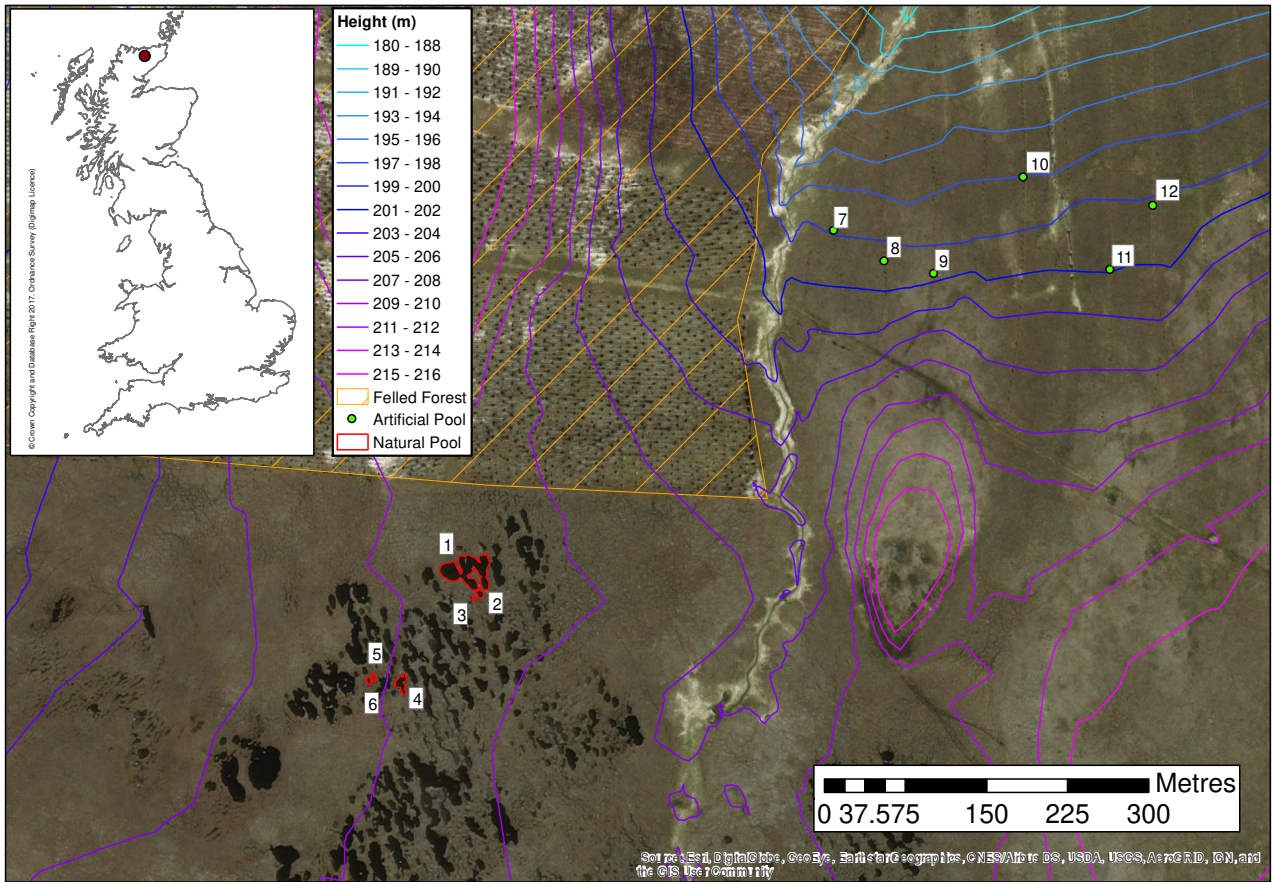 © Crown Copyright and Database Right 2017. Ordnance Survey (Digimap Licence)
Height (m)
180 - 188
189 - 190
191 - 192
193 - 194
195 - 196
197 - 198
199 - 200
201 - 202
203 - 204
205 - 206
207 - 208
209 - 210
211 - 212
213 - 214
215 - 216
Felled Forest
Artificial Pool
Natural Pool
10
12
7
8
9
11
1
2
3
5
4
6
Metres
0 37.575 150 225 300
Source: Esri, DigitalGlobe, GeoEye, Earthstar Geographics, CNES/Airbus DS, USDA, USGS, AeroGRID, IGN, and
the GIS User Community